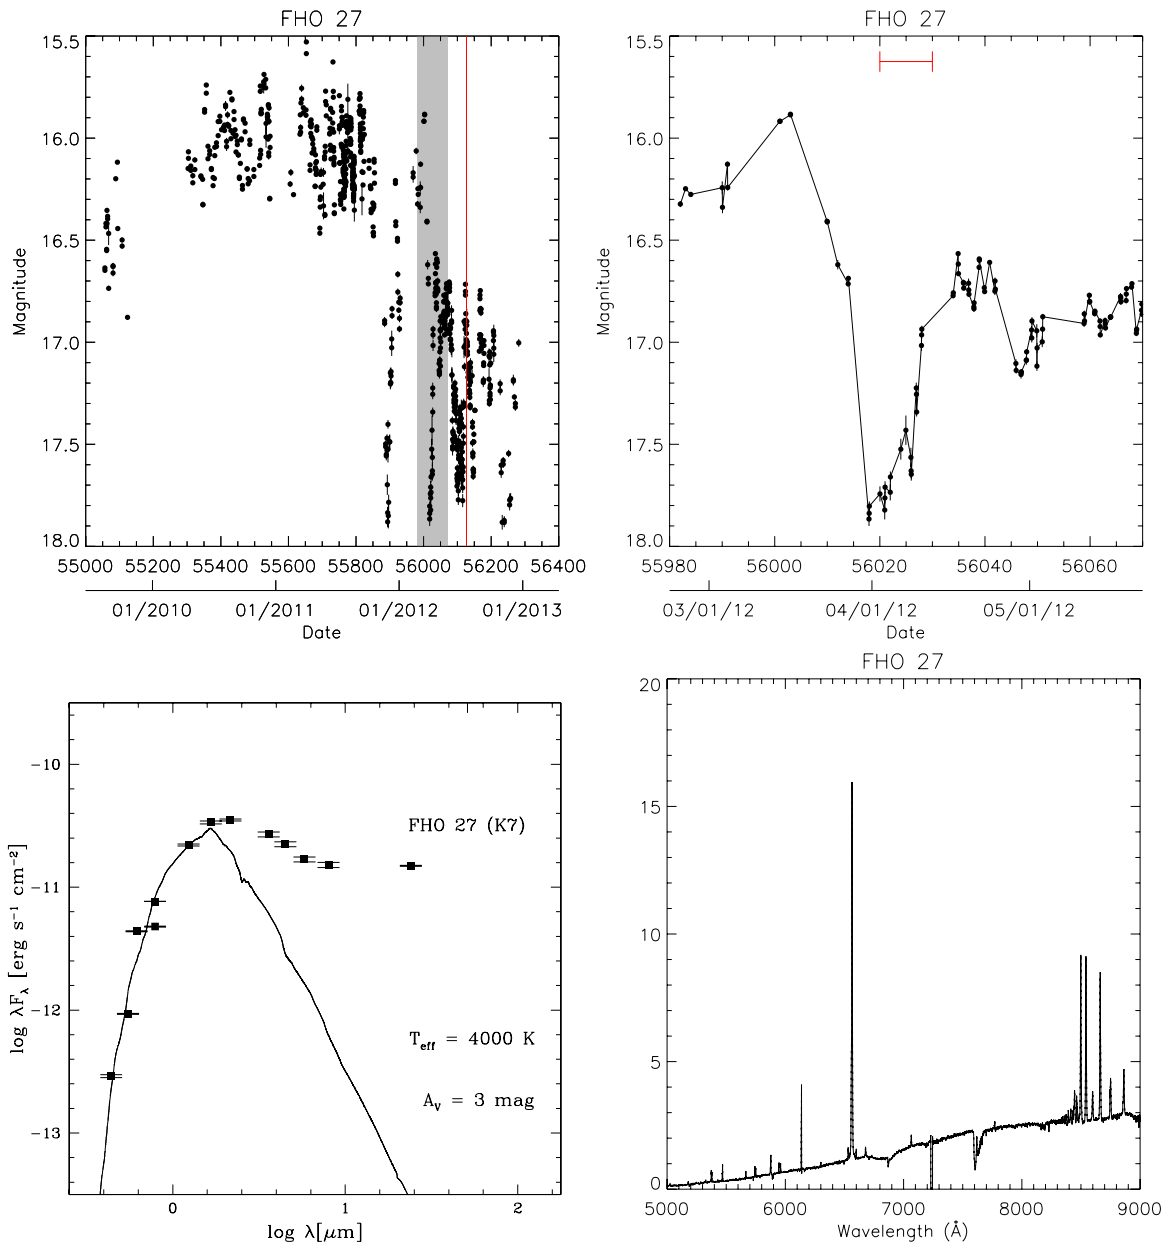 FHO 27
15.5
16.0
16.5
17.0
17.5
18.0
Magnitude
55000 55200 55400 55600 55800 56000 56200 56400
01/2010 01/2011 01/2012 01/2013
Date
FHO 27
15.5
16.0
16.5
17.0
17.5
18.0
Magnitude
55980 56000 56020 56040 56060
03/01/12 04/01/12 05/01/12
Date
−10
−11
−12
−13
log λFλ [erg s⁻¹ cm⁻²]
FHO 27 (K7)
Teff = 4000 K
AV = 3 mag
0 1 2
log λ[μm]
FHO 27
20
15
10
5
0
5000 6000 7000 8000 9000
Wavelength (Å)